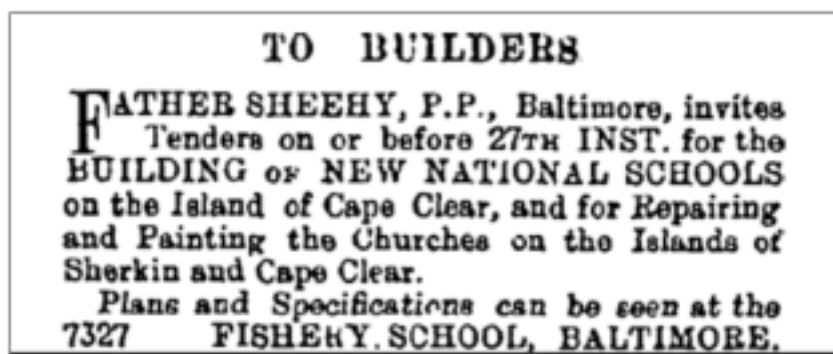 TO BUILDERS
FATHER SHEEHY, P.P., Baltimore, invites
Tenders on or before 27TH INST. for the
BUILDING OF NEW NATIONAL SCHOOLS
on the Island of Cape Clear, and for Repairing
and Painting the Churches on the Islands of
Sherkin and Cape Clear.
Plans and Specifications can be seen at the
7327 FISHERY SCHOOL, BALTIMORE.